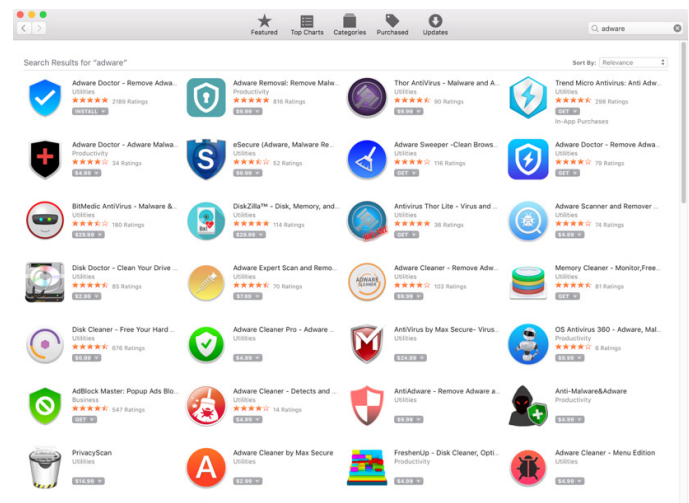 Featured
Top Charts
Categories
Purchased
Updates
adware
Search Results for "adware"
Sort By: Relevance
Adware Doctor - Remove Adwa...
Utilities
2189 Ratings
INSTALL
Adware Removal: Remove Malw...
Productivity
816 Ratings
$9.99
Thor AntiVirus - Malware and A...
Utilities
90 Ratings
$9.99
Trend Micro Antivirus: Anti Adw...
Utilities
298 Ratings
GET
In-App Purchases
Adware Doctor - Adware Malwa...
Productivity
34 Ratings
$4.99
eSecure (Adware, Malware Re...
Utilities
52 Ratings
$6.99
Adware Sweeper -Clean Brows...
Utilities
116 Ratings
GET
Adware Doctor - Remove Adwa...
Utilities
79 Ratings
GET
BitMedic AntiVirus - Malware &...
Utilities
180 Ratings
$29.99
DiskZilla™ - Disk, Memory, and...
Utilities
114 Ratings
$29.99
Antivirus Thor Lite - Virus and ...
Utilities
36 Ratings
GET
Adware Scanner and Remover ...
Utilities
74 Ratings
$4.99
Disk Doctor - Clean Your Drive ...
Utilities
85 Ratings
$2.99
Adware Expert Scan and Remo...
Utilities
70 Ratings
$7.99
ADWARE
CLEANER
Adware Cleaner - Remove Adw...
Utilities
103 Ratings
$9.99
Memory Cleaner - Monitor,Free...
Utilities
81 Ratings
GET
Disk Cleaner - Free Your Hard ...
Utilities
676 Ratings
$0.99
Adware Cleaner Pro - Adware ...
Utilities
$4.99
AntiVirus by Max Secure- Virus...
Utilities
$24.99
OS Antivirus 360 - Adware, Mal...
Productivity
6 Ratings
$9.99
AdBlock Master: Popup Ads Blo...
Business
547 Ratings
GET
Adware Cleaner - Detects and ...
Utilities
14 Ratings
$4.99
AntiAdware - Remove Adware a...
Utilities
$9.99
Anti-Malware&Adware
Productivity
$4.99
PrivacyScan
Utilities
$14.99
A
Adware Cleaner by Max Secure
Utilities
$2.99
FreshenUp - Disk Cleaner, Opti...
Productivity
$4.99
Adware Cleaner - Menu Edition
Utilities
$4.99